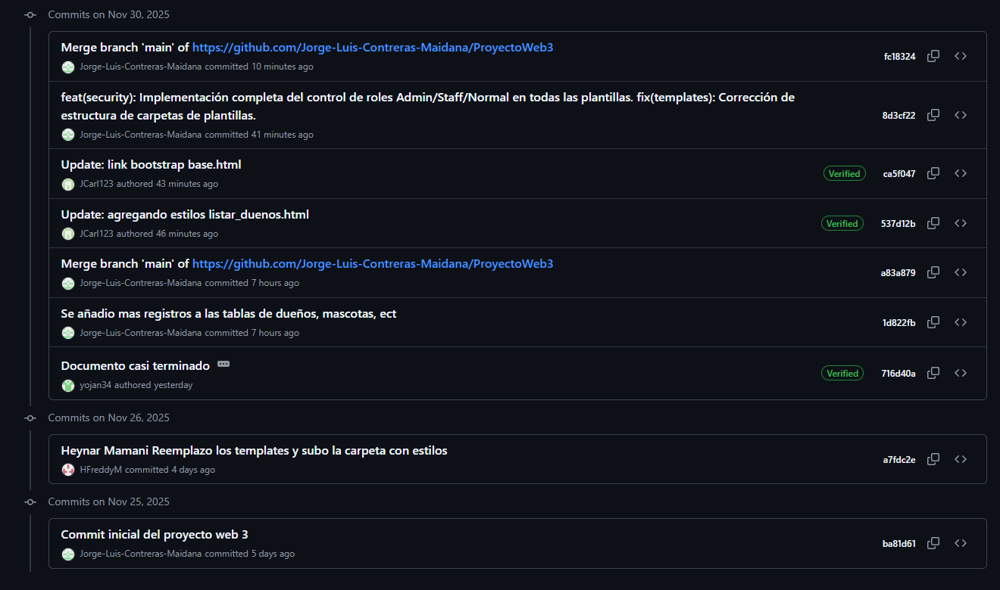 Commits on Nov 30, 2025
Merge branch 'main' of https://github.com/Jorge-Luis-Contreras-Maidana/ProyectoWeb3
Jorge-Luis-Contreras-Maidana committed 10 minutes ago
fc18324
feat(security): Implementación completa del control de roles Admin/Staff/Normal en todas las plantillas. fix(templates): Corrección de
estructura de carpetas de plantillas.
Jorge-Luis-Contreras-Maidana committed 41 minutes ago
8d3cf22
Update: link bootstrap base.html
JCarl123 authored 43 minutes ago
Verified ca5f047
Update: agregando estilos listar_duenos.html
JCarl123 authored 46 minutes ago
Verified 537d12b
Merge branch 'main' of https://github.com/Jorge-Luis-Contreras-Maidana/ProyectoWeb3
Jorge-Luis-Contreras-Maidana committed 7 hours ago
a83a879
Se añadio mas registros a las tablas de dueños, mascotas, ect
Jorge-Luis-Contreras-Maidana committed 7 hours ago
1d822fb
Documento casi terminado
yojan34 authored yesterday
Verified 716d40a
Commits on Nov 26, 2025
Heynar Mamani Reemplazo los templates y subo la carpeta con estilos
HFreddyM committed 4 days ago
a7fdc2e
Commits on Nov 25, 2025
Commit inicial del proyecto web 3
Jorge-Luis-Contreras-Maidana committed 5 days ago
ba81d61